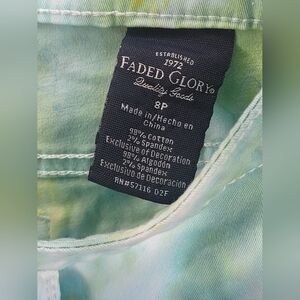 ESTABLISHED
1972
FADED GLORY®
Quality Goods
8P
Made in/Hecho en
China
98% Cotton
2% Spandex
Exclusive of Decoration
98% Algodón
2% Spandex
Exclusivo de Decoración
RN#52116 02F